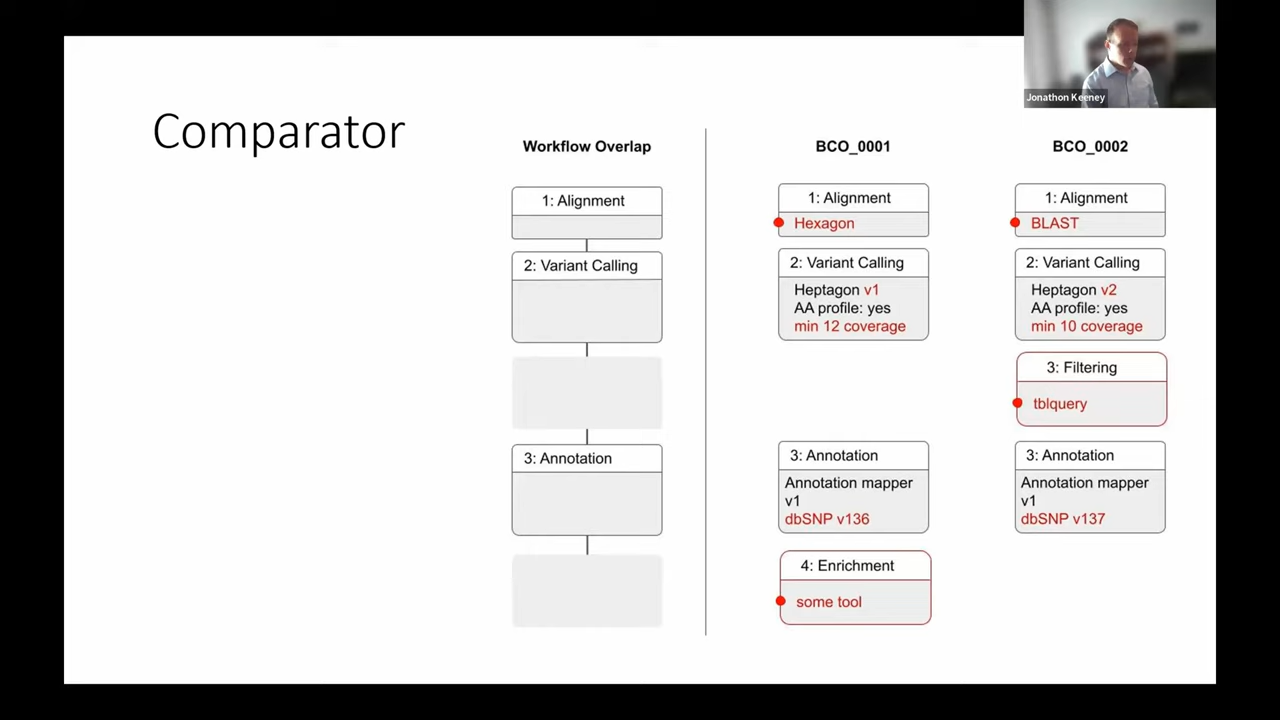 Jonathon Keeney
Comparator
Workflow Overlap
1: Alignment
2: Variant Calling
3: Annotation
BCO_0001
1: Alignment
Hexagon
2: Variant Calling
Heptagon v1
AA profile: yes
min 12 coverage
3: Annotation
Annotation mapper
v1
dbSNP v136
4: Enrichment
some tool
BCO_0002
1: Alignment
BLAST
2: Variant Calling
Heptagon v2
AA profile: yes
min 10 coverage
3: Filtering
tblquery
3: Annotation
Annotation mapper
v1
dbSNP v137